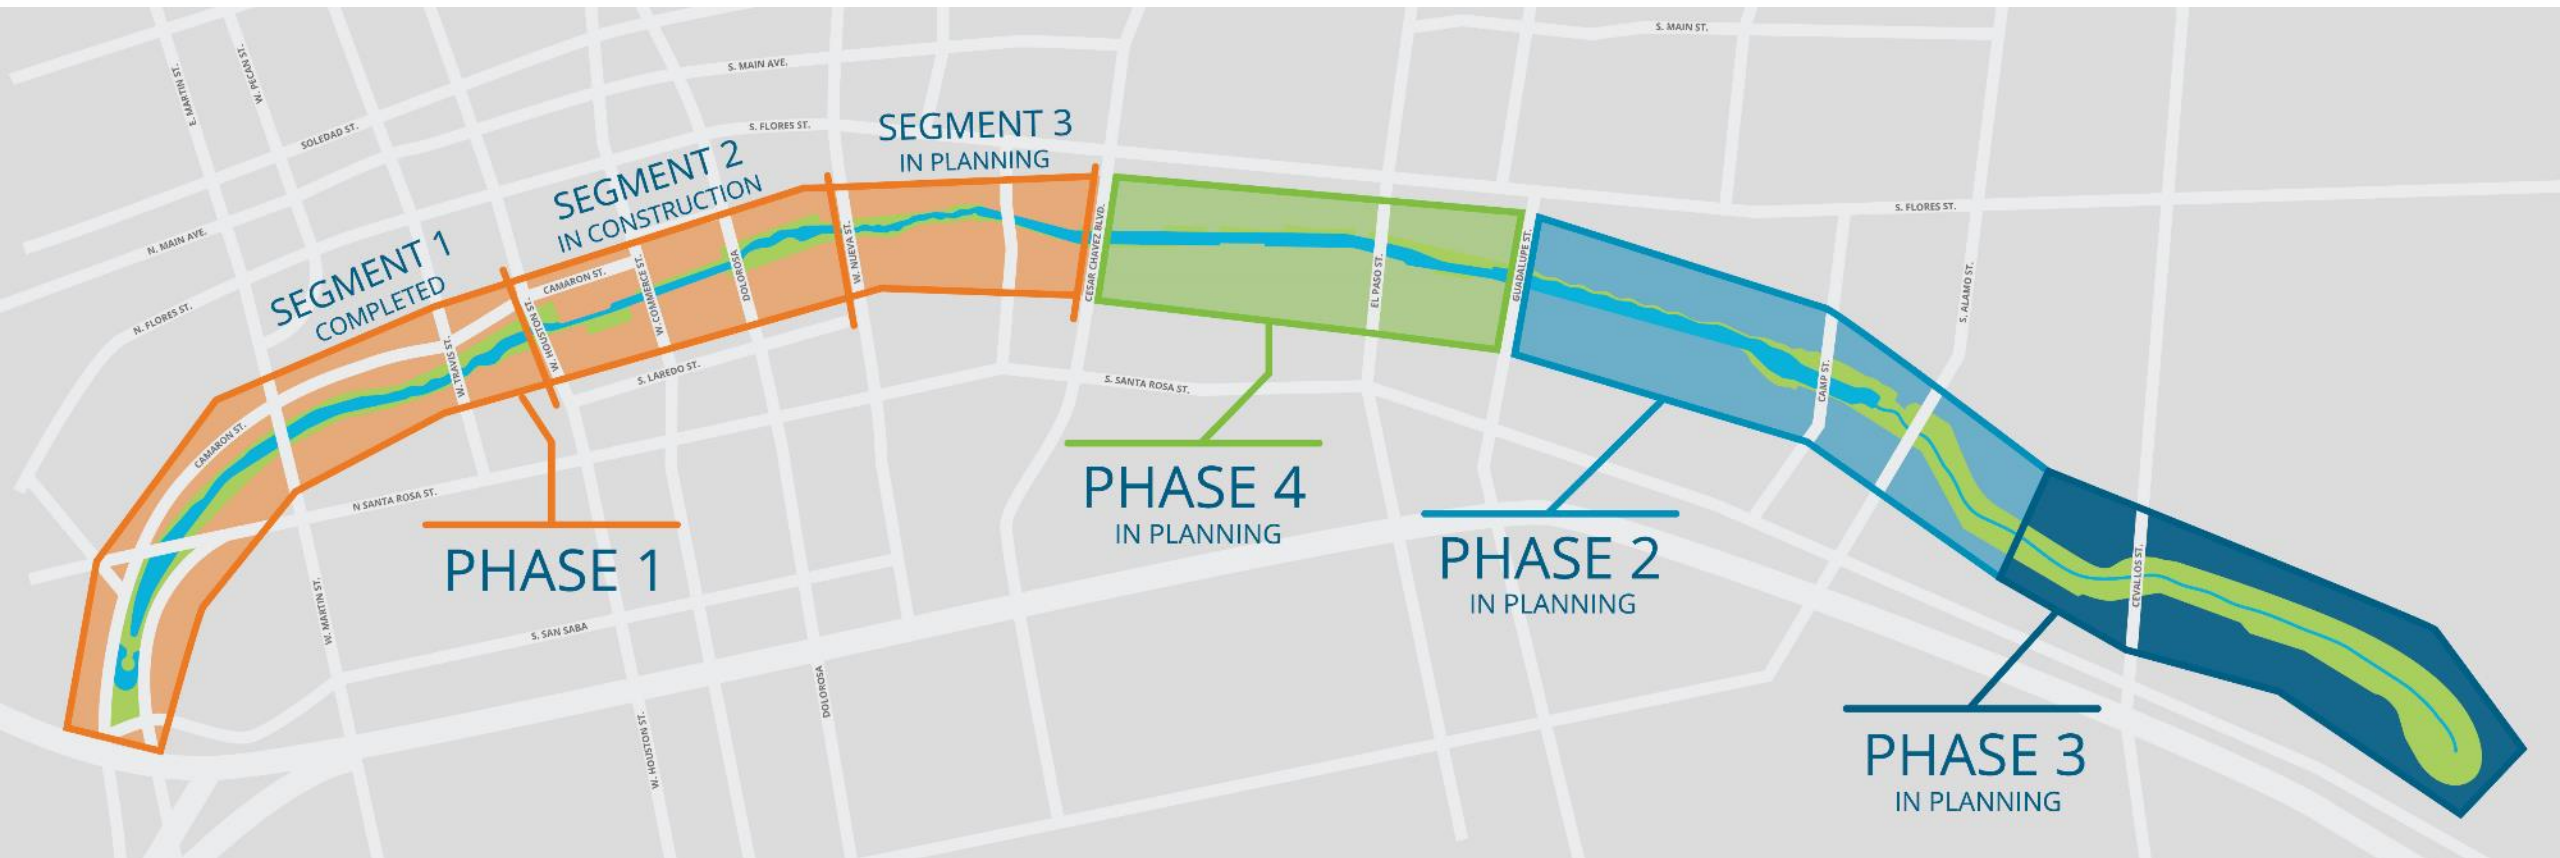 S. MAIN ST.
E. MARTIN ST.
W. PECAN ST.
S. MAIN AVE.
SOLEDAD ST.
S. FLORES ST.
SEGMENT 3
IN PLANNING
SEGMENT 2
IN CONSTRUCTION
SEGMENT 1
COMPLETED
N. MAIN AVE.
N. FLORES ST.
S. FLORES ST.
CAMARON ST.
W. HOUSTON ST.
W. COMMERECE ST.
DOLOROSA
W. NUEVA ST.
CESAR CHAVEZ BLVD.
EL PASO ST.
GUADALUPE ST.
S. ALAMO ST.
CAMP ST.
W. TRAVIS ST.
S. LAREDO ST.
S. SANTA ROSA ST.
CAMARON ST.
N SANTA ROSA ST.
PHASE 4
IN PLANNING
PHASE 1
PHASE 2
IN PLANNING
CEVALLOS ST.
W. MARTIN ST.
S. SAN SABA
DOLOROSA
W. HOUSTON ST.
PHASE 3
IN PLANNING